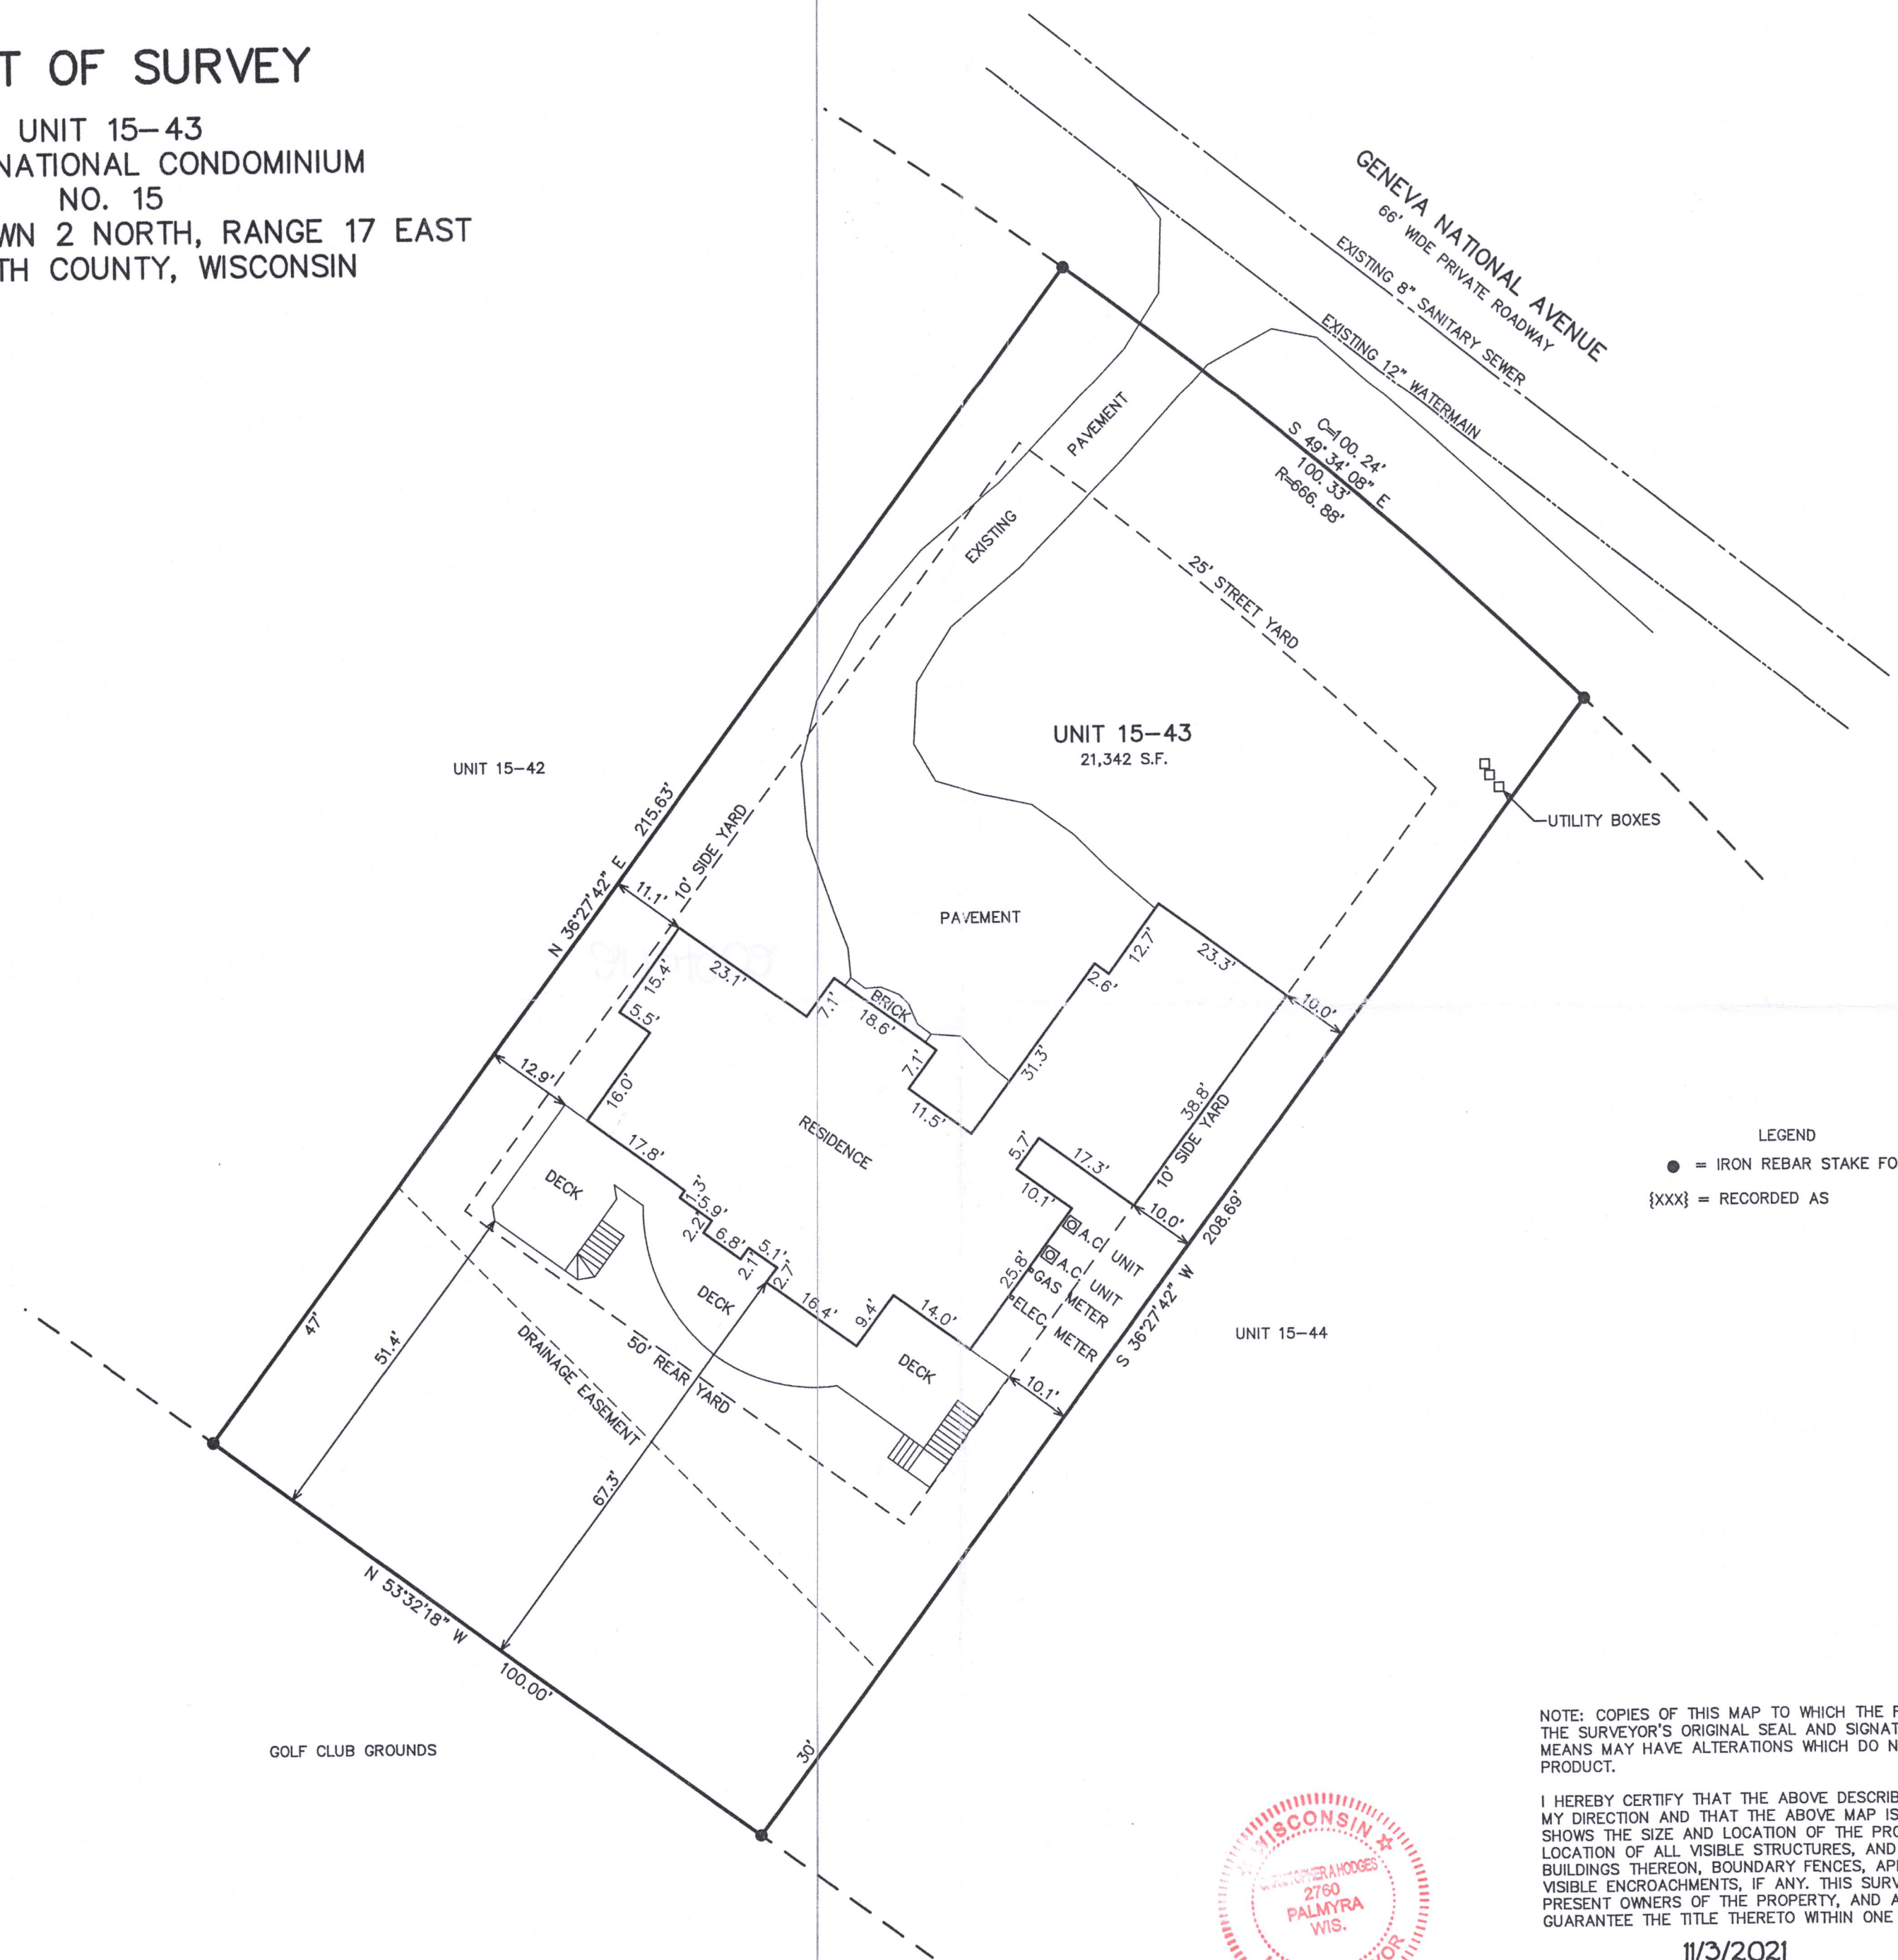 T OF SURVEY
UNIT 15-43
NATIONAL CONDOMINIUM
NO. 15
WN 2 NORTH, RANGE 17 EAST
TH COUNTY, WISCONSIN
GENEVA NATIONAL AVENUE
66' WIDE PRIVATE ROADWAY
EXISTING 8" SANITARY SEWER
EXISTING 12" WATERMAIN
C=100.24'
S 49°34'08" E
100.33'
R=666.88'
PAVEMENT
EXISTING
25' STREET YARD
UNIT 15-43
21,342 S.F.
UNIT 15-42
UTILITY BOXES
215.63'
N 36°27'42" E
10' SIDE YARD
11.1'
PAVEMENT
12.7'
23.3'
2.6'
10.0'
15.4'
23.1'
5.5'
7.1'
BRICK
18.6'
7.1'
31.3'
11.5'
12.9'
16.0'
RESIDENCE
38.8'
10' SIDE YARD
5.7'
17.3'
10.1'
10.0'
208.69'
S 36°27'42" W
LEGEND
= IRON REBAR STAKE FO
{XXX} = RECORDED AS
DECK
17.8'
1.3'
5.9'
2.2'
6.8'
5.1'
2.1'
2.7'
DECK
16.4'
9.4'
14.0'
25.8'
A.C. UNIT
A.C. UNIT
GAS METER
ELEC. METER
UNIT 15-44
DECK
10.1'
47'
51.4'
DRAINAGE EASEMENT
50' REAR YARD
67.3'
N 53°32'18" W
100.00'
30'
GOLF CLUB GROUNDS
NOTE: COPIES OF THIS MAP TO WHICH THE F
THE SURVEYOR'S ORIGINAL SEAL AND SIGNAT
MEANS MAY HAVE ALTERATIONS WHICH DO N
PRODUCT.
I HEREBY CERTIFY THAT THE ABOVE DESCRIB
MY DIRECTION AND THAT THE ABOVE MAP IS
SHOWS THE SIZE AND LOCATION OF THE PRO
LOCATION OF ALL VISIBLE STRUCTURES, AND
BUILDINGS THEREON, BOUNDARY FENCES, AP
VISIBLE ENCROACHMENTS, IF ANY. THIS SURV
PRESENT OWNERS OF THE PROPERTY, AND A
GUARANTEE THE TITLE THERETO WITHIN ONE
11/3/2021
WISCONSIN
A HODGES
2760
PALMYRA
WIS.